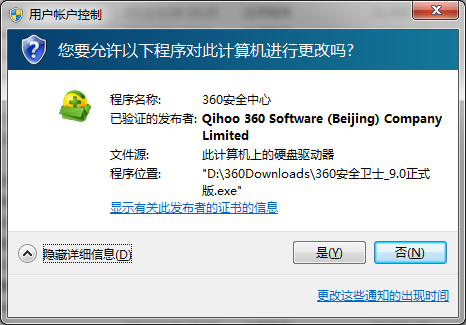 用户帐户控制
您要允许以下程序对此计算机进行更改吗?
程序名称: 360安全中心
已验证的发布者: Qihoo 360 Software (Beijing) Company
Limited
文件源: 此计算机上的硬盘驱动器
程序位置: "D:\360Downloads\360安全卫士_9.0正式
版.exe"
显示有关此发布者的证书的信息
隐藏详细信息(D)
是(Y)
否(N)
更改这些通知的出现时间